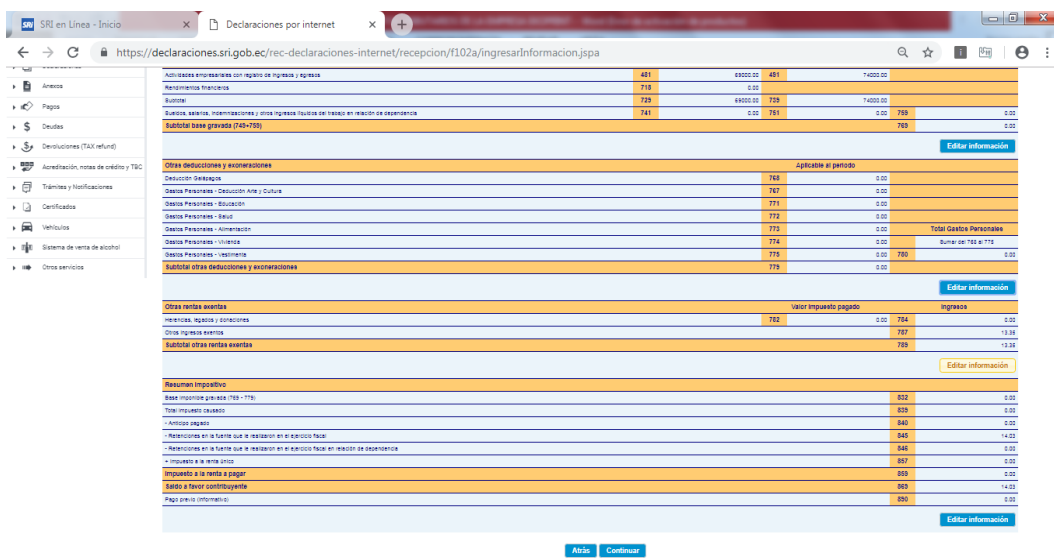 SRI en Línea - Inicio
Declaraciones por internet
https://declaraciones.sri.gob.ec/rec-declaraciones-internet/recepcion/f102a/ingresarInformacion.jspa
Anexos
Pagos
Deudas
Devoluciones (TAX refund)
Acreditación, notas de crédito y TBC
Trámites y Notificaciones
Certificados
Vehículos
Sistema de venta de alcohol
Otros servicios
Actividades empresariales con registro de ingresos y egresos 481 69000.00 491 74000.00
Rendimientos financieros 718 0.00
Subtotal 729 69000.00 739 74000.00
Sueldos, salarios, indemnizaciones y otros ingresos líquidos del trabajo en relación de dependencia 741 0.00 751 0.00 759 0.00
Subtotal base gravada (749+759) 769 0.00
Editar información
Otras deducciones y exoneraciones Aplicable al periodo
Deducción Galápagos 768 0.00
Gastos Personales - Deducción Arte y Cultura 767 0.00
Gastos Personales - Educación 771 0.00
Gastos Personales - Salud 772 0.00
Gastos Personales - Alimentación 773 0.00 Total Gastos Personales
Gastos Personales - Vivienda 774 0.00 Sumar del 768 al 775
Gastos Personales - Vestimenta 775 0.00 780 0.00
Subtotal otras deducciones y exoneraciones 779 0.00
Editar información
Otras rentas exentas Valor impuesto pagado Ingresos
Herencias, legados y donaciones 782 0.00 784 0.00
Otros ingresos exentos 787 13.36
Subtotal otras rentas exentas 789 13.36
Editar información
Resumen impositivo
Base imponible gravada (769 - 779) 832 0.00
Total impuesto causado 839 0.00
- Anticipo pagado 840 0.00
- Retenciones en la fuente que le realizaron en el ejercicio fiscal 845 14.03
- Retenciones en la fuente que le realizaron en el ejercicio fiscal en relación de dependencia 846 0.00
+ Impuesto a la renta único 857 0.00
Impuesto a la renta a pagar 859 0.00
Saldo a favor contribuyente 869 14.03
Pago previo (informativo) 890 0.00
Editar información
Atrás Continuar